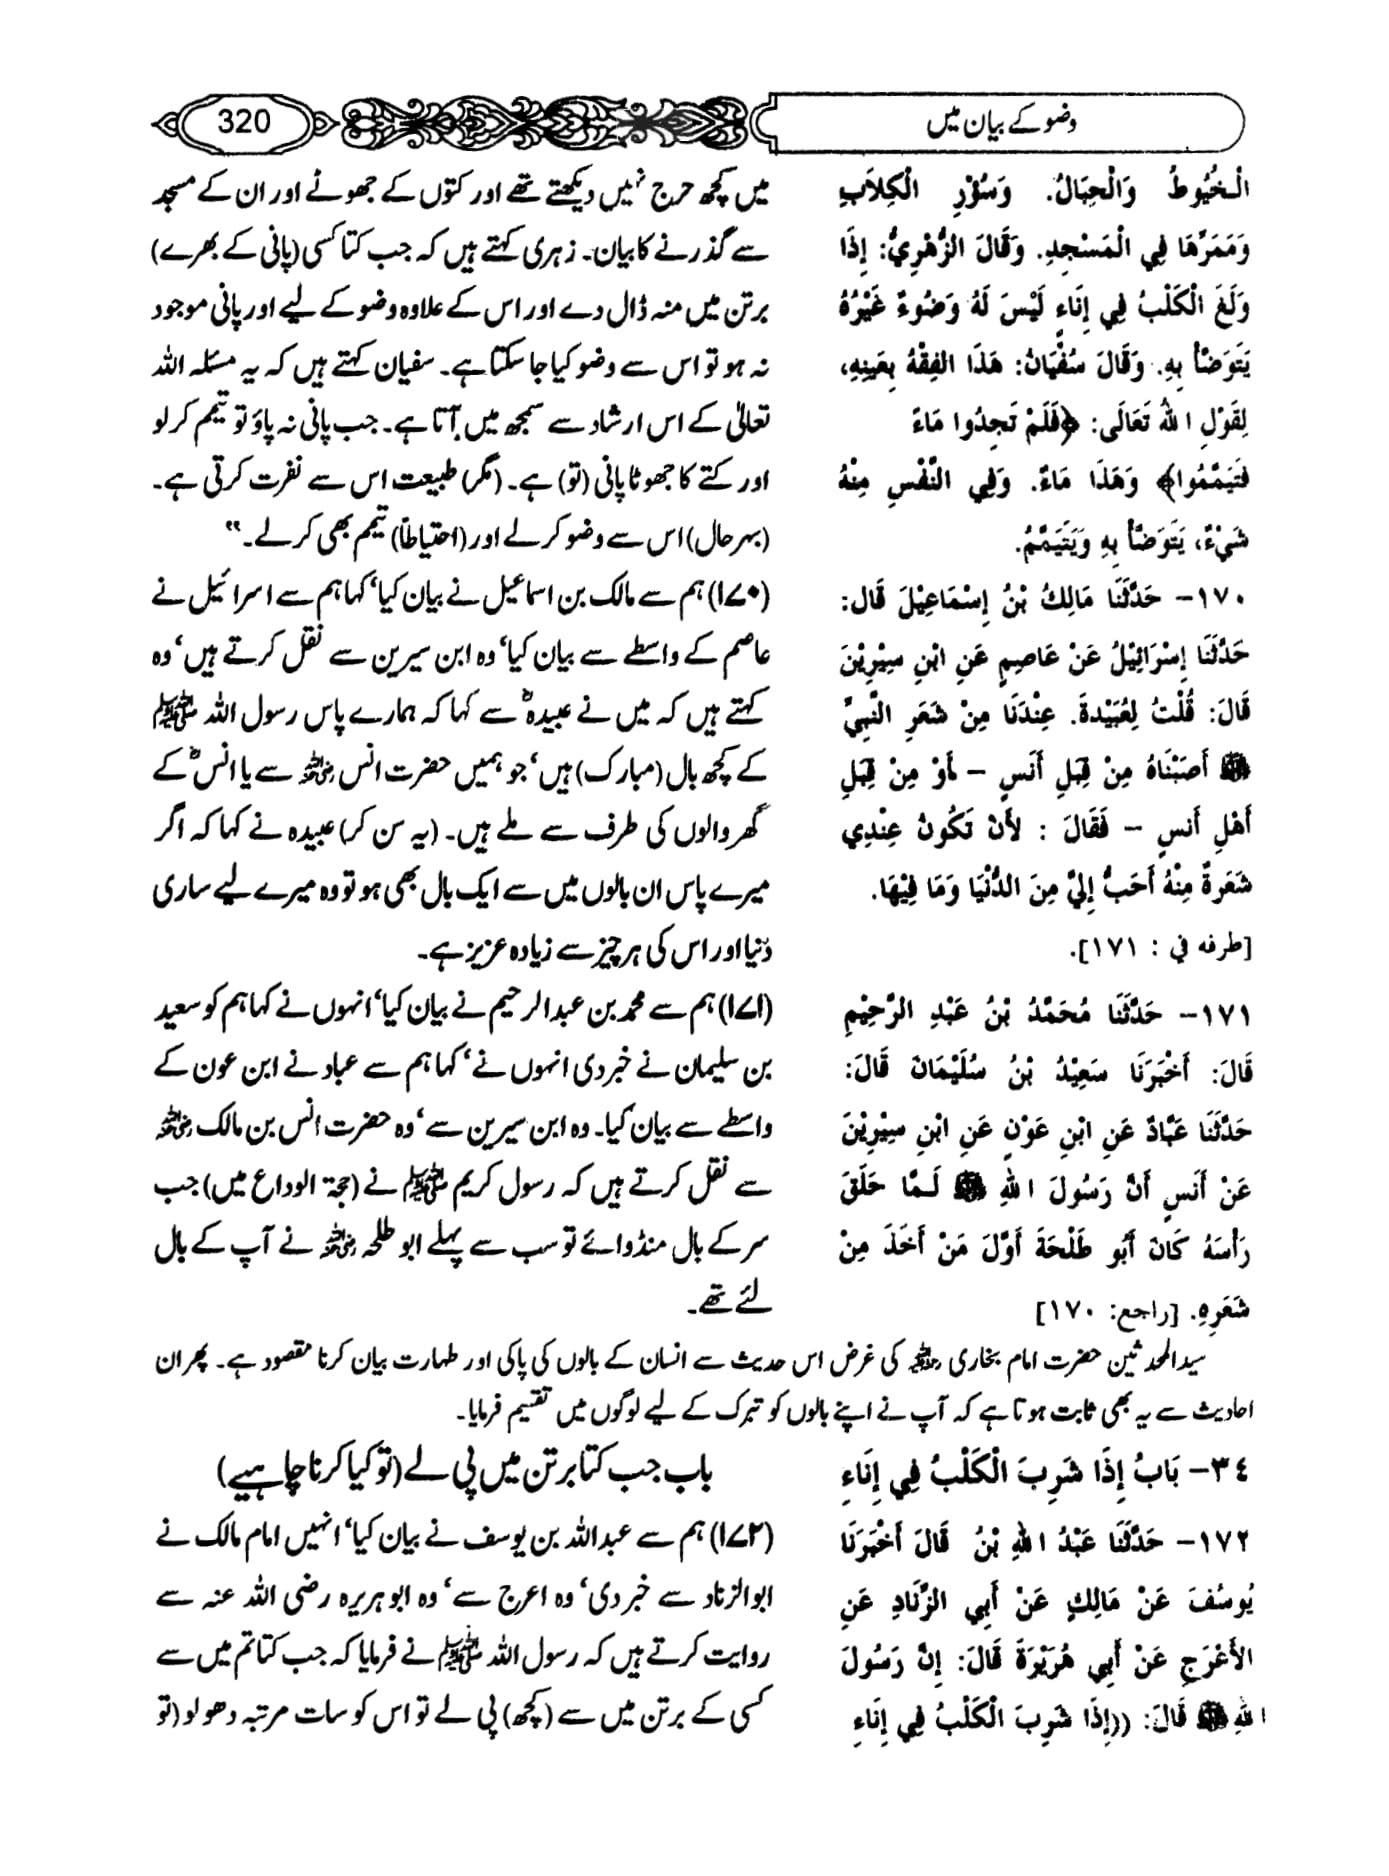 320
وضو کے بیان میں
الْخُيُوطُ وَالْحِبَالُ. وَسُؤْرِ الْكِلاَبِ
وَمَمَرِّهَا فِي الْمَسْجِدِ. وَقَالَ الزُّهْرِيُّ: إِذَا
وَلَغَ الْكَلْبُ فِي إِنَاءٍ لَيْسَ لَهُ وَضُوءٌ غَيْرُهُ
يَتَوَضَّأُ بِهِ. وَقَالَ سُفْيَانُ: هَذَا الفِقْهُ بِعَينِهِ،
لِقَوْلِ اللهُ تَعَالَى: ﴿فَلَمْ تَجِدُوا مَاءً
فَتَيَمَّمُوا﴾ وَهَذَا مَاءٌ. وَفِي النَّفْسِ مِنْهُ
شَيْءٌ، يَتَوَضَّأُ بِهِ وَيَتَيَمَّمُ.
١٧٠- حَدَّثَنَا مَالِكُ بْنُ إِسْمَاعِيْلَ قَالَ:
حَدَّثَنَا إِسْرَائِيْلُ عَنْ عَاصِمٍ عَنِ ابْنِ سِيْرِيْنَ
قَالَ: قُلْتُ لِعُبَيْدَةَ. عِنْدَنَا مِنْ شَعَرِ النَّبِيِّ
ﷺ أَصَبْنَاهُ مِنْ قِبَلِ أَنَسٍ - أَوْ مِنْ قِبَلِ
أَهْلِ أَنَسٍ - فَقَالَ : لأَنْ تَكُونُ عِنْدِي
شَعَرَةٌ مِنْهُ أَحَبُّ إِلَيَّ مِنَ الدُّنْيَا وَمَا فِيْهَا.
[طرفه في : ١٧١].
١٧١- حَدَّثَنَا مُحَمَّدُ بْنُ عَبْدِ الرَّحِيْمِ
قَالَ: أَخْبَرَنَا سَعِيْدُ بْنُ سُلَيْمَانَ قَالَ:
حَدَّثَنَا عَبَّادٌ عَنِ ابْنِ عَوْنٍ عَنِ ابْنِ سِيْرِيْنَ
عَنْ أَنَسٍ أَنَّ رَسُولَ اللهِ ﷺ لَمَّا حَلَقَ
رَأْسَهُ كَانَ أَبُو طَلْحَةَ أَوَّلَ مَنْ أَخَذَ مِنْ
شَعَرِهِ. [راجع: ١٧٠]
میں کچھ حرج نہیں دیکھتے تھے اور کتوں کے جھوٹے اور ان کے مسجد
سے گذرنے کا بیان۔ زہری کہتے ہیں کہ جب کتا کسی (پانی کے بھرے)
برتن میں منہ ڈال دے اور اس کے علاوہ وضو کے لیے اور پانی موجود
نہ ہو تو اس سے وضو کیا جا سکتا ہے۔ سفیان کہتے ہیں کہ یہ مسئلہ اللہ
تعالیٰ کے اس ارشاد سے سمجھ میں آتا ہے۔ جب پانی نہ پاؤ تو تیمم کر لو
اور کتے کا جھوٹا پانی (تو) ہے۔ (مگر) طبیعت اس سے نفرت کرتی ہے۔
(بہرحال) اس سے وضو کر لے اور (احتیاطاً) تیمم بھی کر لے۔"
(۱۷۰) ہم سے مالک بن اسماعیل نے بیان کیا' کہا ہم سے اسرائیل نے
عاصم کے واسطے سے بیان کیا' وہ ابن سیرین سے نقل کرتے ہیں' وہ
کہتے ہیں کہ میں نے عبیدہؒ سے کہا کہ ہمارے پاس رسول اللہ ﷺ
کے کچھ بال (مبارک) ہیں' جو ہمیں حضرت انس رضی اللہ عنہ سے یا انسؓ کے
گھر والوں کی طرف سے ملے ہیں۔ (یہ سن کر) عبیدہ نے کہا کہ اگر
میرے پاس ان بالوں میں سے ایک بال بھی ہو تو وہ میرے لیے ساری
دنیا اور اس کی ہر چیز سے زیادہ عزیز ہے۔
(۱۷۱) ہم سے محمد بن عبدالرحیم نے بیان کیا' انہوں نے کہا ہم کو سعید
بن سلیمان نے خبر دی انہوں نے' کہا ہم سے عباد نے ابن عون کے
واسطے سے بیان کیا۔ وہ ابن سیرین سے' وہ حضرت انس بن مالک رضی اللہ عنہ
سے نقل کرتے ہیں کہ رسول کریم ﷺ نے (حجۃ الوداع میں) جب
سر کے بال منڈوائے تو سب سے پہلے ابو طلحہ رضی اللہ عنہ نے آپ کے بال
لئے تھے۔
سید المحدثین حضرت امام بخاری رحمۃ اللہ علیہ کی غرض اس حدیث سے انسان کے بالوں کی پاکی اور طہارت بیان کرنا مقصود ہے۔ پھر ان
احادیث سے یہ بھی ثابت ہوتا ہے کہ آپ نے اپنے بالوں کو تبرک کے لیے لوگوں میں تقسیم فرمایا۔
٣٤- بَابُ إِذَا شَرِبَ الْكَلْبُ فِي إِنَاءِ
١٧٢- حَدَّثَنَا عَبْدُ اللهِ بْنُ قَالَ أَخْبَرَنَا
يُوسُفَ عَنْ مَالِكٍ عَنْ أَبِي الزِّنَادِ عَنِ
الأَعْرَجِ عَنْ أَبِي هُرَيْرَةَ قَالَ: إِنَّ رَسُولَ
اللهِ ﷺ قَالَ: ((إِذَا شَرِبَ الْكَلْبُ فِي إِنَاءِ
باب جب کتا برتن میں پی لے (تو کیا کرنا چاہیے)
(۱۷۲) ہم سے عبداللہ بن یوسف نے بیان کیا' انہیں امام مالک نے
ابوالزناد سے خبر دی' وہ اعرج سے' وہ ابو ہریرہ رضی اللہ عنہ سے
روایت کرتے ہیں کہ رسول اللہ ﷺ نے فرمایا کہ جب کتا تم میں سے
کسی کے برتن میں سے (کچھ) پی لے تو اس کو سات مرتبہ دھو لو (تو